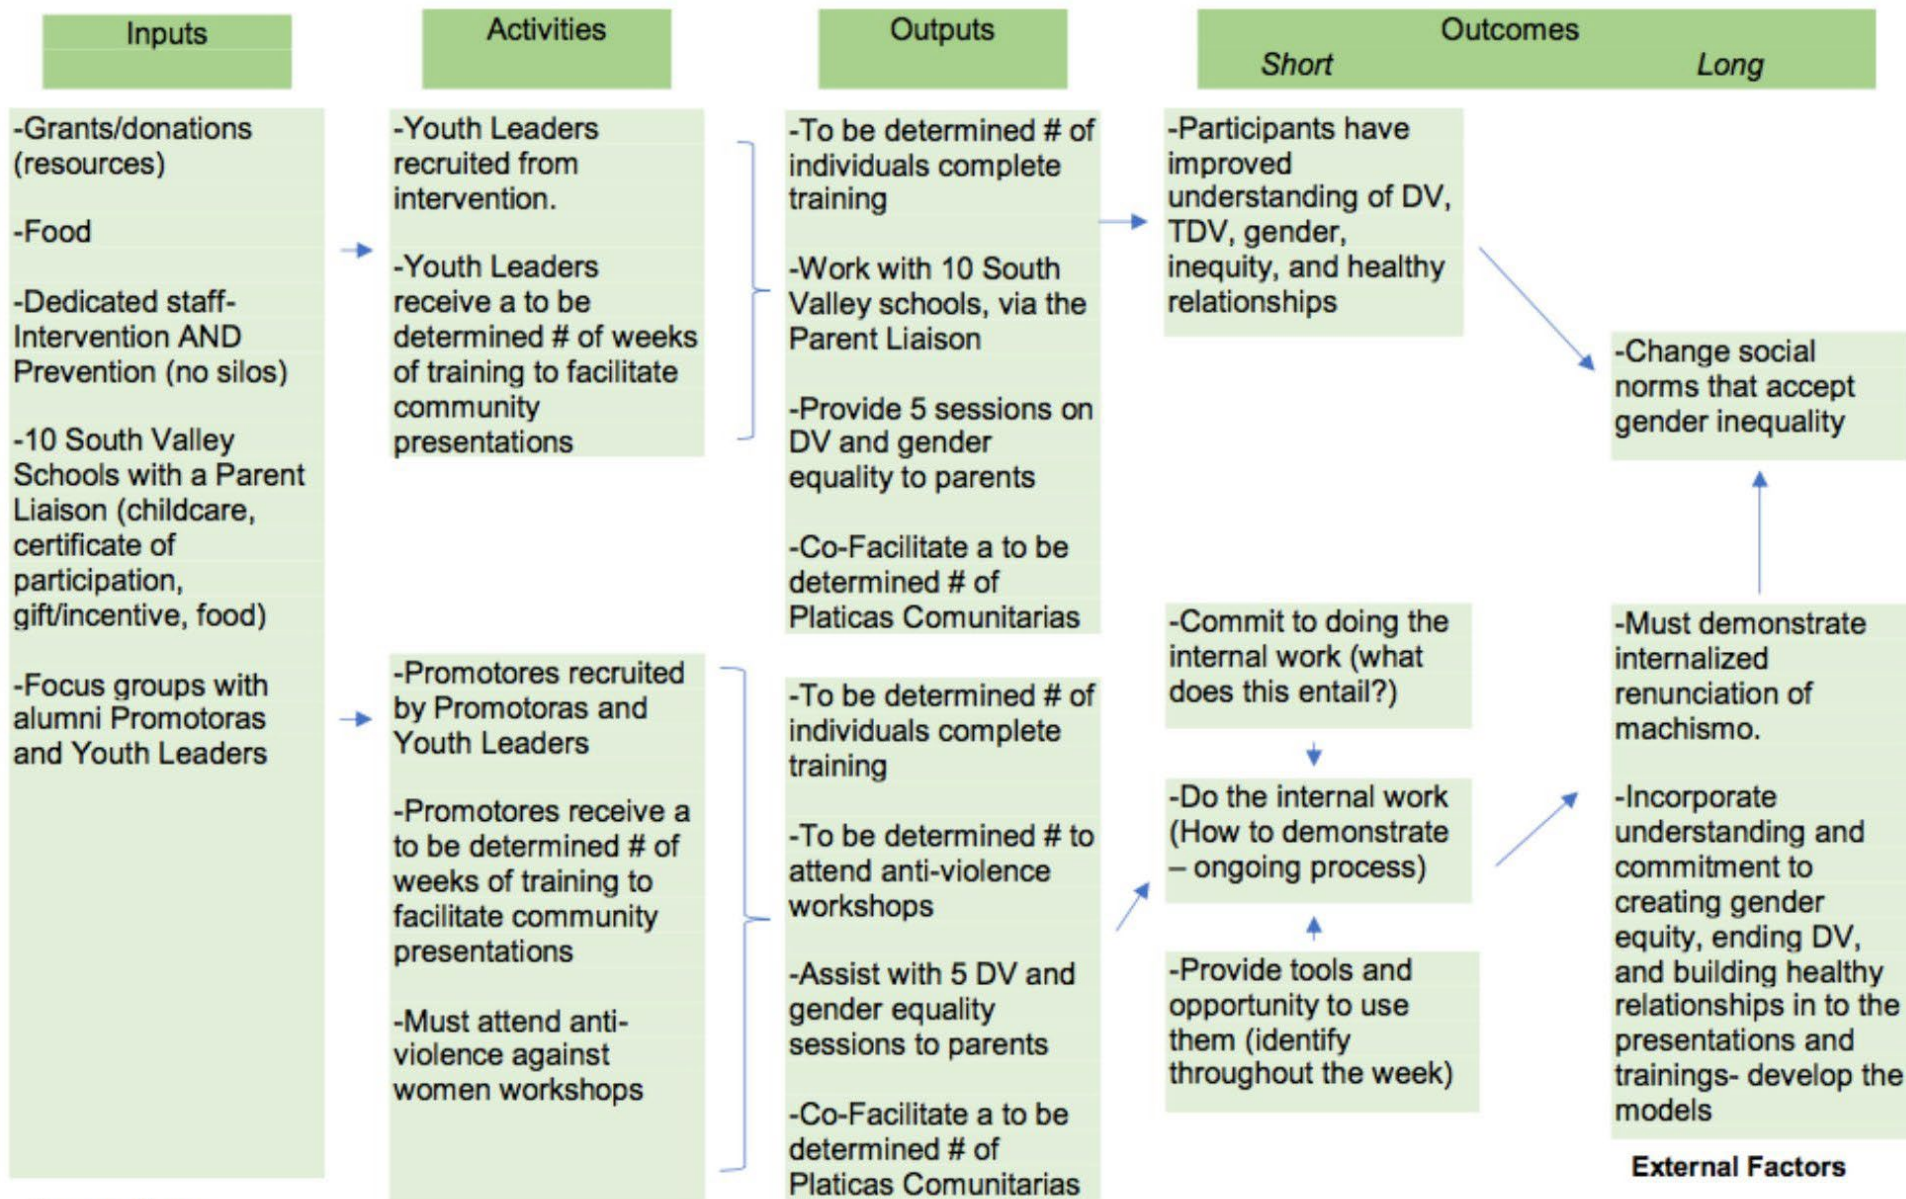 Inputs
Activities
Outputs
Outcomes
Short
Long
-Grants/donations
(resources)
-Food
-Dedicated staff-
Intervention AND
Prevention (no silos)
-10 South Valley
Schools with a Parent
Liaison (childcare,
certificate of
participation,
gift/incentive, food)
-Focus groups with
alumni Promotoras
and Youth Leaders
-Youth Leaders
recruited from
intervention.
-Youth Leaders
receive a to be
determined # of weeks
of training to facilitate
community
presentations
-Promotores recruited
by Promotoras and
Youth Leaders
-Promotores receive a
to be determined # of
weeks of training to
facilitate community
presentations
-Must attend anti-
violence against
women workshops
-To be determined # of
individuals complete
training
-Work with 10 South
Valley schools, via the
Parent Liaison
-Provide 5 sessions on
DV and gender
equality to parents
-Co-Facilitate a to be
determined # of
Platicas Comunitarias
-To be determined # of
individuals complete
training
-To be determined # to
attend anti-violence
workshops
-Assist with 5 DV and
gender equality
sessions to parents
-Co-Facilitate a to be
determined # of
Platicas Comunitarias
-Participants have
improved
understanding of DV,
TDV, gender,
inequity, and healthy
relationships
-Commit to doing the
internal work (what
does this entail?)
-Do the internal work
(How to demonstrate
– ongoing process)
-Provide tools and
opportunity to use
them (identify
throughout the week)
-Change social
norms that accept
gender inequality
-Must demonstrate
internalized
renunciation of
machismo.
-Incorporate
understanding and
commitment to
creating gender
equity, ending DV,
and building healthy
relationships in to the
presentations and
trainings- develop the
models
External Factors